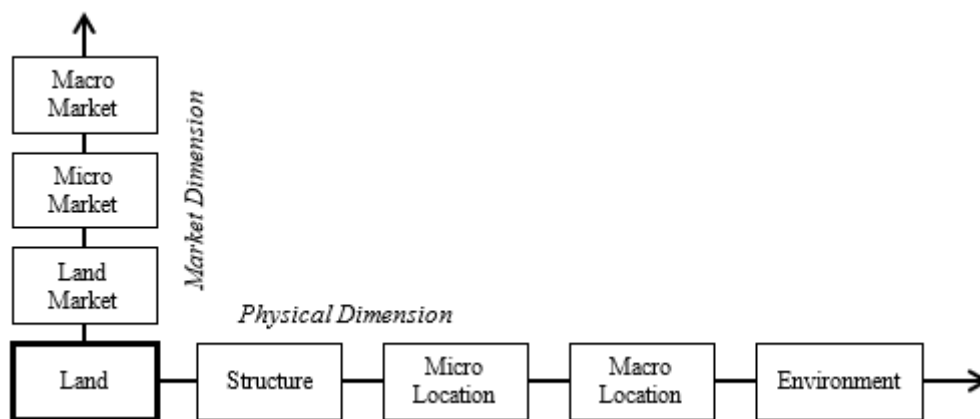 Macro
Market
Micro
Market
Land
Market
Market Dimension
Physical Dimension
Land
Structure
Micro
Location
Macro
Location
Environment